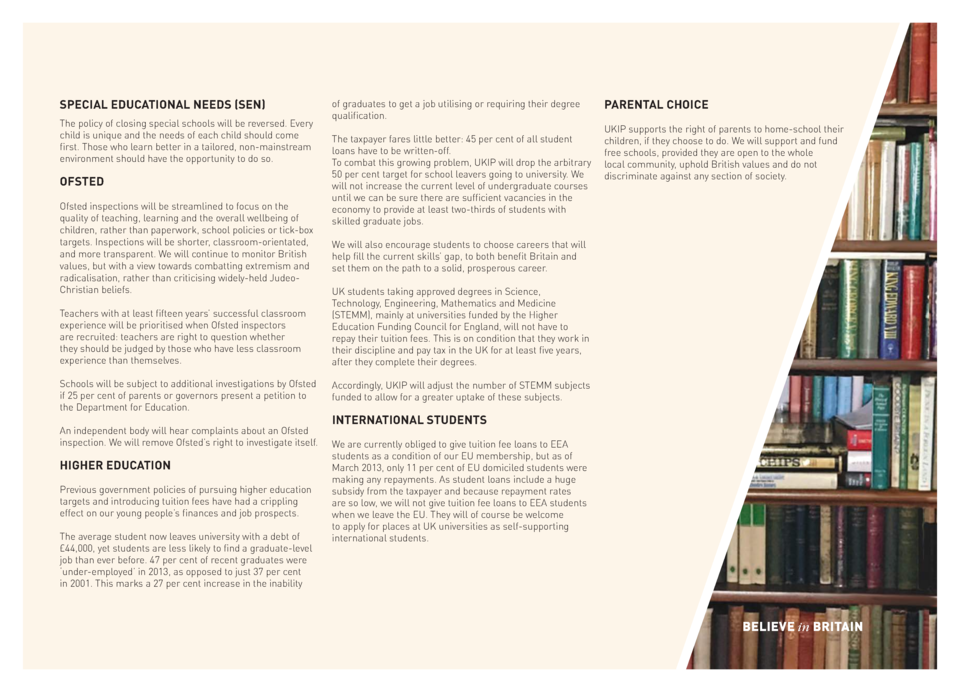 SPECIAL EDUCATIONAL NEEDS (SEN)
The policy of closing special schools will be reversed. Every
child is unique and the needs of each child should come
first. Those who learn better in a tailored, non-mainstream
environment should have the opportunity to do so.
OFSTED
Ofsted inspections will be streamlined to focus on the
quality of teaching, learning and the overall wellbeing of
children, rather than paperwork, school policies or tick-box
targets. Inspections will be shorter, classroom-orientated,
and more transparent. We will continue to monitor British
values, but with a view towards combatting extremism and
radicalisation, rather than criticising widely-held Judeo-
Christian beliefs.
Teachers with at least fifteen years' successful classroom
experience will be prioritised when Ofsted inspectors
are recruited: teachers are right to question whether
they should be judged by those who have less classroom
experience than themselves.
Schools will be subject to additional investigations by Ofsted
if 25 per cent of parents or governors present a petition to
the Department for Education.
An independent body will hear complaints about an Ofsted
inspection. We will remove Ofsted's right to investigate itself.
HIGHER EDUCATION
Previous government policies of pursuing higher education
targets and introducing tuition fees have had a crippling
effect on our young people's finances and job prospects.
The average student now leaves university with a debt of
£44,000, yet students are less likely to find a graduate-level
job than ever before. 47 per cent of recent graduates were
'under-employed' in 2013, as opposed to just 37 per cent
in 2001. This marks a 27 per cent increase in the inability
of graduates to get a job utilising or requiring their degree
qualification.
The taxpayer fares little better: 45 per cent of all student
loans have to be written-off.
To combat this growing problem, UKIP will drop the arbitrary
50 per cent target for school leavers going to university. We
will not increase the current level of undergraduate courses
until we can be sure there are sufficient vacancies in the
economy to provide at least two-thirds of students with
skilled graduate jobs.
We will also encourage students to choose careers that will
help fill the current skills' gap, to both benefit Britain and
set them on the path to a solid, prosperous career.
UK students taking approved degrees in Science,
Technology, Engineering, Mathematics and Medicine
(STEMM), mainly at universities funded by the Higher
Education Funding Council for England, will not have to
repay their tuition fees. This is on condition that they work in
their discipline and pay tax in the UK for at least five years,
after they complete their degrees.
Accordingly, UKIP will adjust the number of STEMM subjects
funded to allow for a greater uptake of these subjects.
INTERNATIONAL STUDENTS
We are currently obliged to give tuition fee loans to EEA
students as a condition of our EU membership, but as of
March 2013, only 11 per cent of EU domiciled students were
making any repayments. As student loans include a huge
subsidy from the taxpayer and because repayment rates
are so low, we will not give tuition fee loans to EEA students
when we leave the EU. They will of course be welcome
to apply for places at UK universities as self-supporting
international students.
PARENTAL CHOICE
UKIP supports the right of parents to home-school their
children, if they choose to do. We will support and fund
free schools, provided they are open to the whole
local community, uphold British values and do not
discriminate against any section of society.
KING EDWARD VIII
CHIPS
BELIEVE in BRITAIN